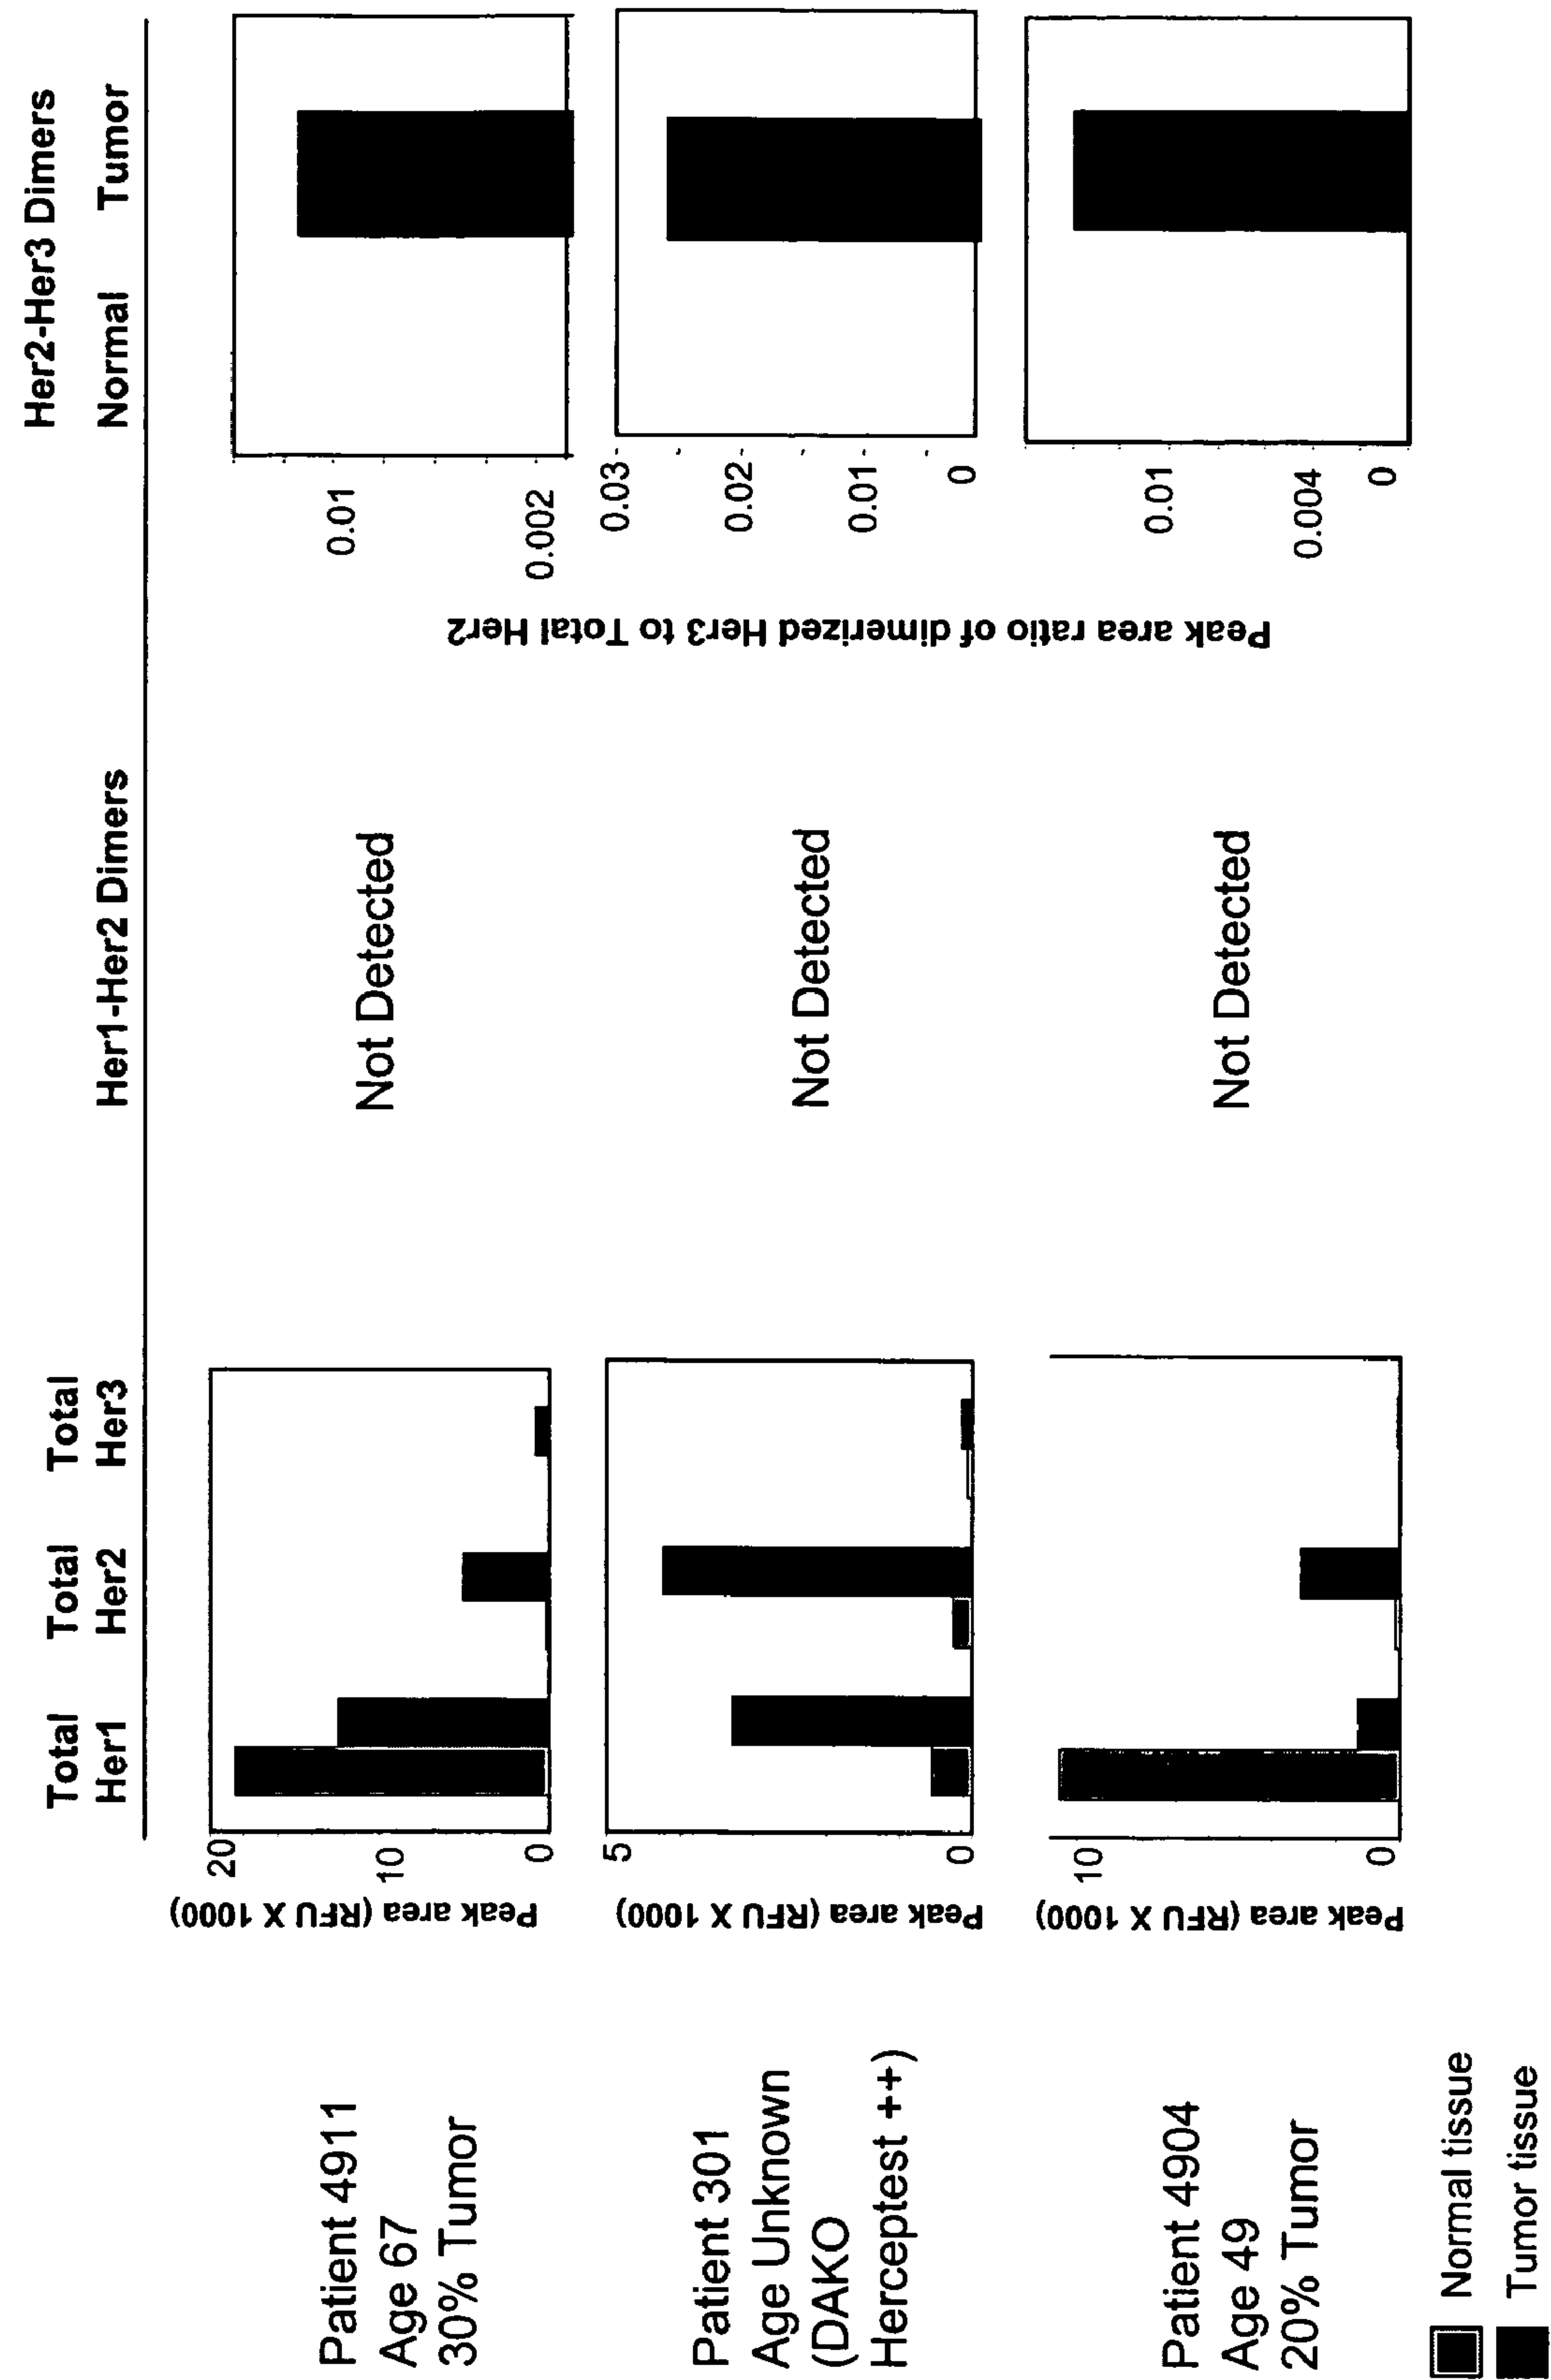 Total Her1
Total Her2
Total Her3
Her1-Her2 Dimers
Her2-Her3 Dimers
Normal Tumor
Patient 4911
Age 67
30% Tumor
Peak area (RFU X 1000)
20
10
0
Not Detected
Peak area ratio of dimerized Her3 to Total Her2
0.01
0.002
Patient 301
Age Unknown
(DAKO
Herceptest ++)
Peak area (RFU X 1000)
5
0
Not Detected
0.03
0.02
0.01
0
Patient 4904
Age 49
20% Tumor
Peak area (RFU X 1000)
10
0
Not Detected
0.01
0.004
0
Normal tissue
Tumor tissue